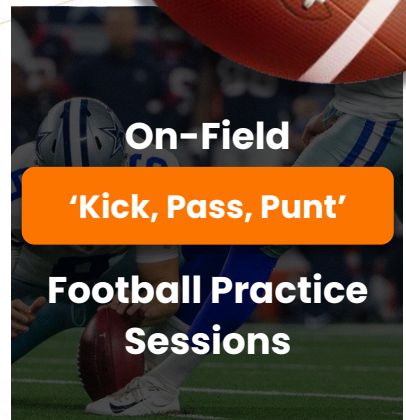 On-Field
‘Kick, Pass, Punt’
Football Practice
Sessions